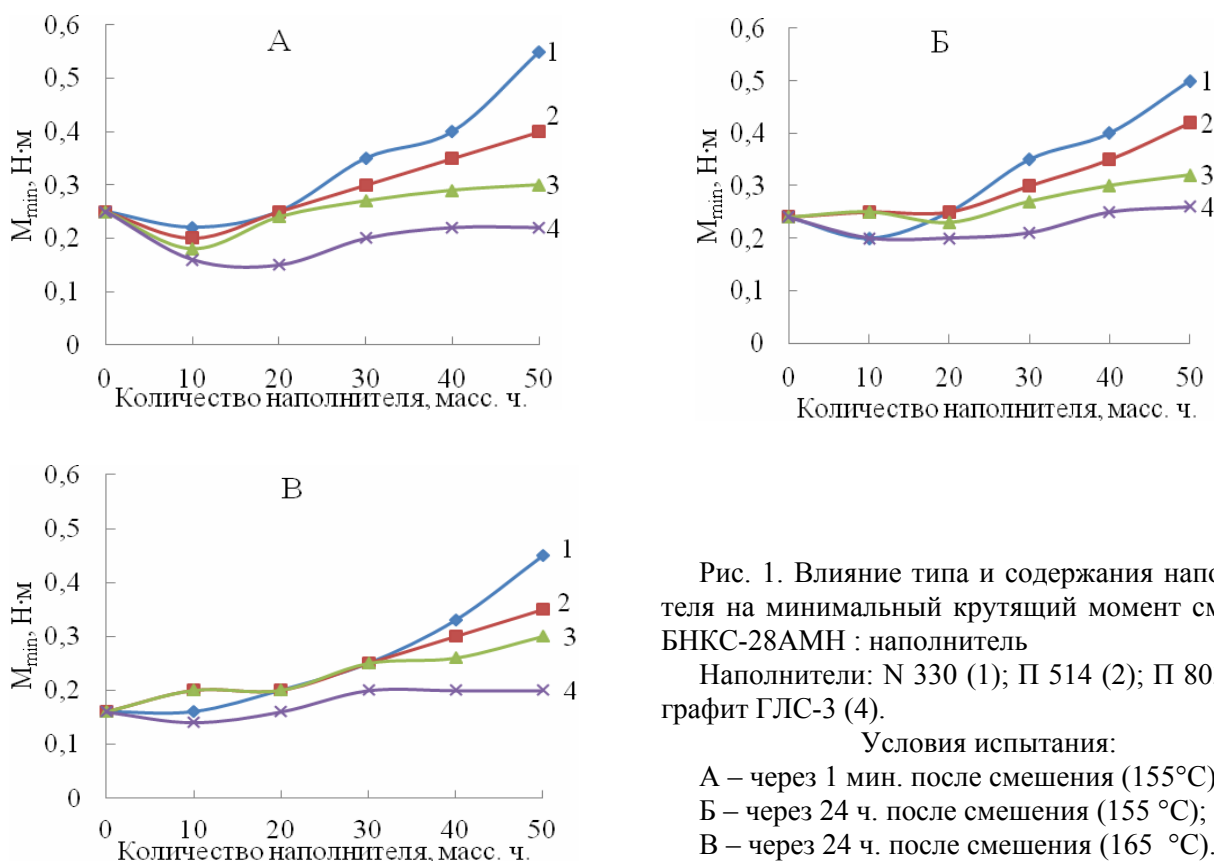 А
0,6
0,5
0,4
0,3
0,2
0,1
0
M_min, Н·м
1
2
3
4
0 10 20 30 40 50
Количество наполнителя, масс. ч.
Б
0,6
0,5
0,4
0,3
0,2
0,1
0
M_min, Н·м
1
2
3
4
0 10 20 30 40 50
Количество наполнителя, масс. ч.
В
0,6
0,5
0,4
0,3
0,2
0,1
0
M_min, Н·м
1
2
3
4
0 10 20 30 40 50
Количество наполнителя, масс. ч.
Рис. 1. Влияние типа и содержания напо
теля на минимальный крутящий момент см
БНКС-28АМН : наполнитель
Наполнители: N 330 (1); П 514 (2); П 80
графит ГЛС-3 (4).
Условия испытания:
А – через 1 мин. после смешения (155°С)
Б – через 24 ч. после смешения (155 °С);
В – через 24 ч. после смешения (165 °С).